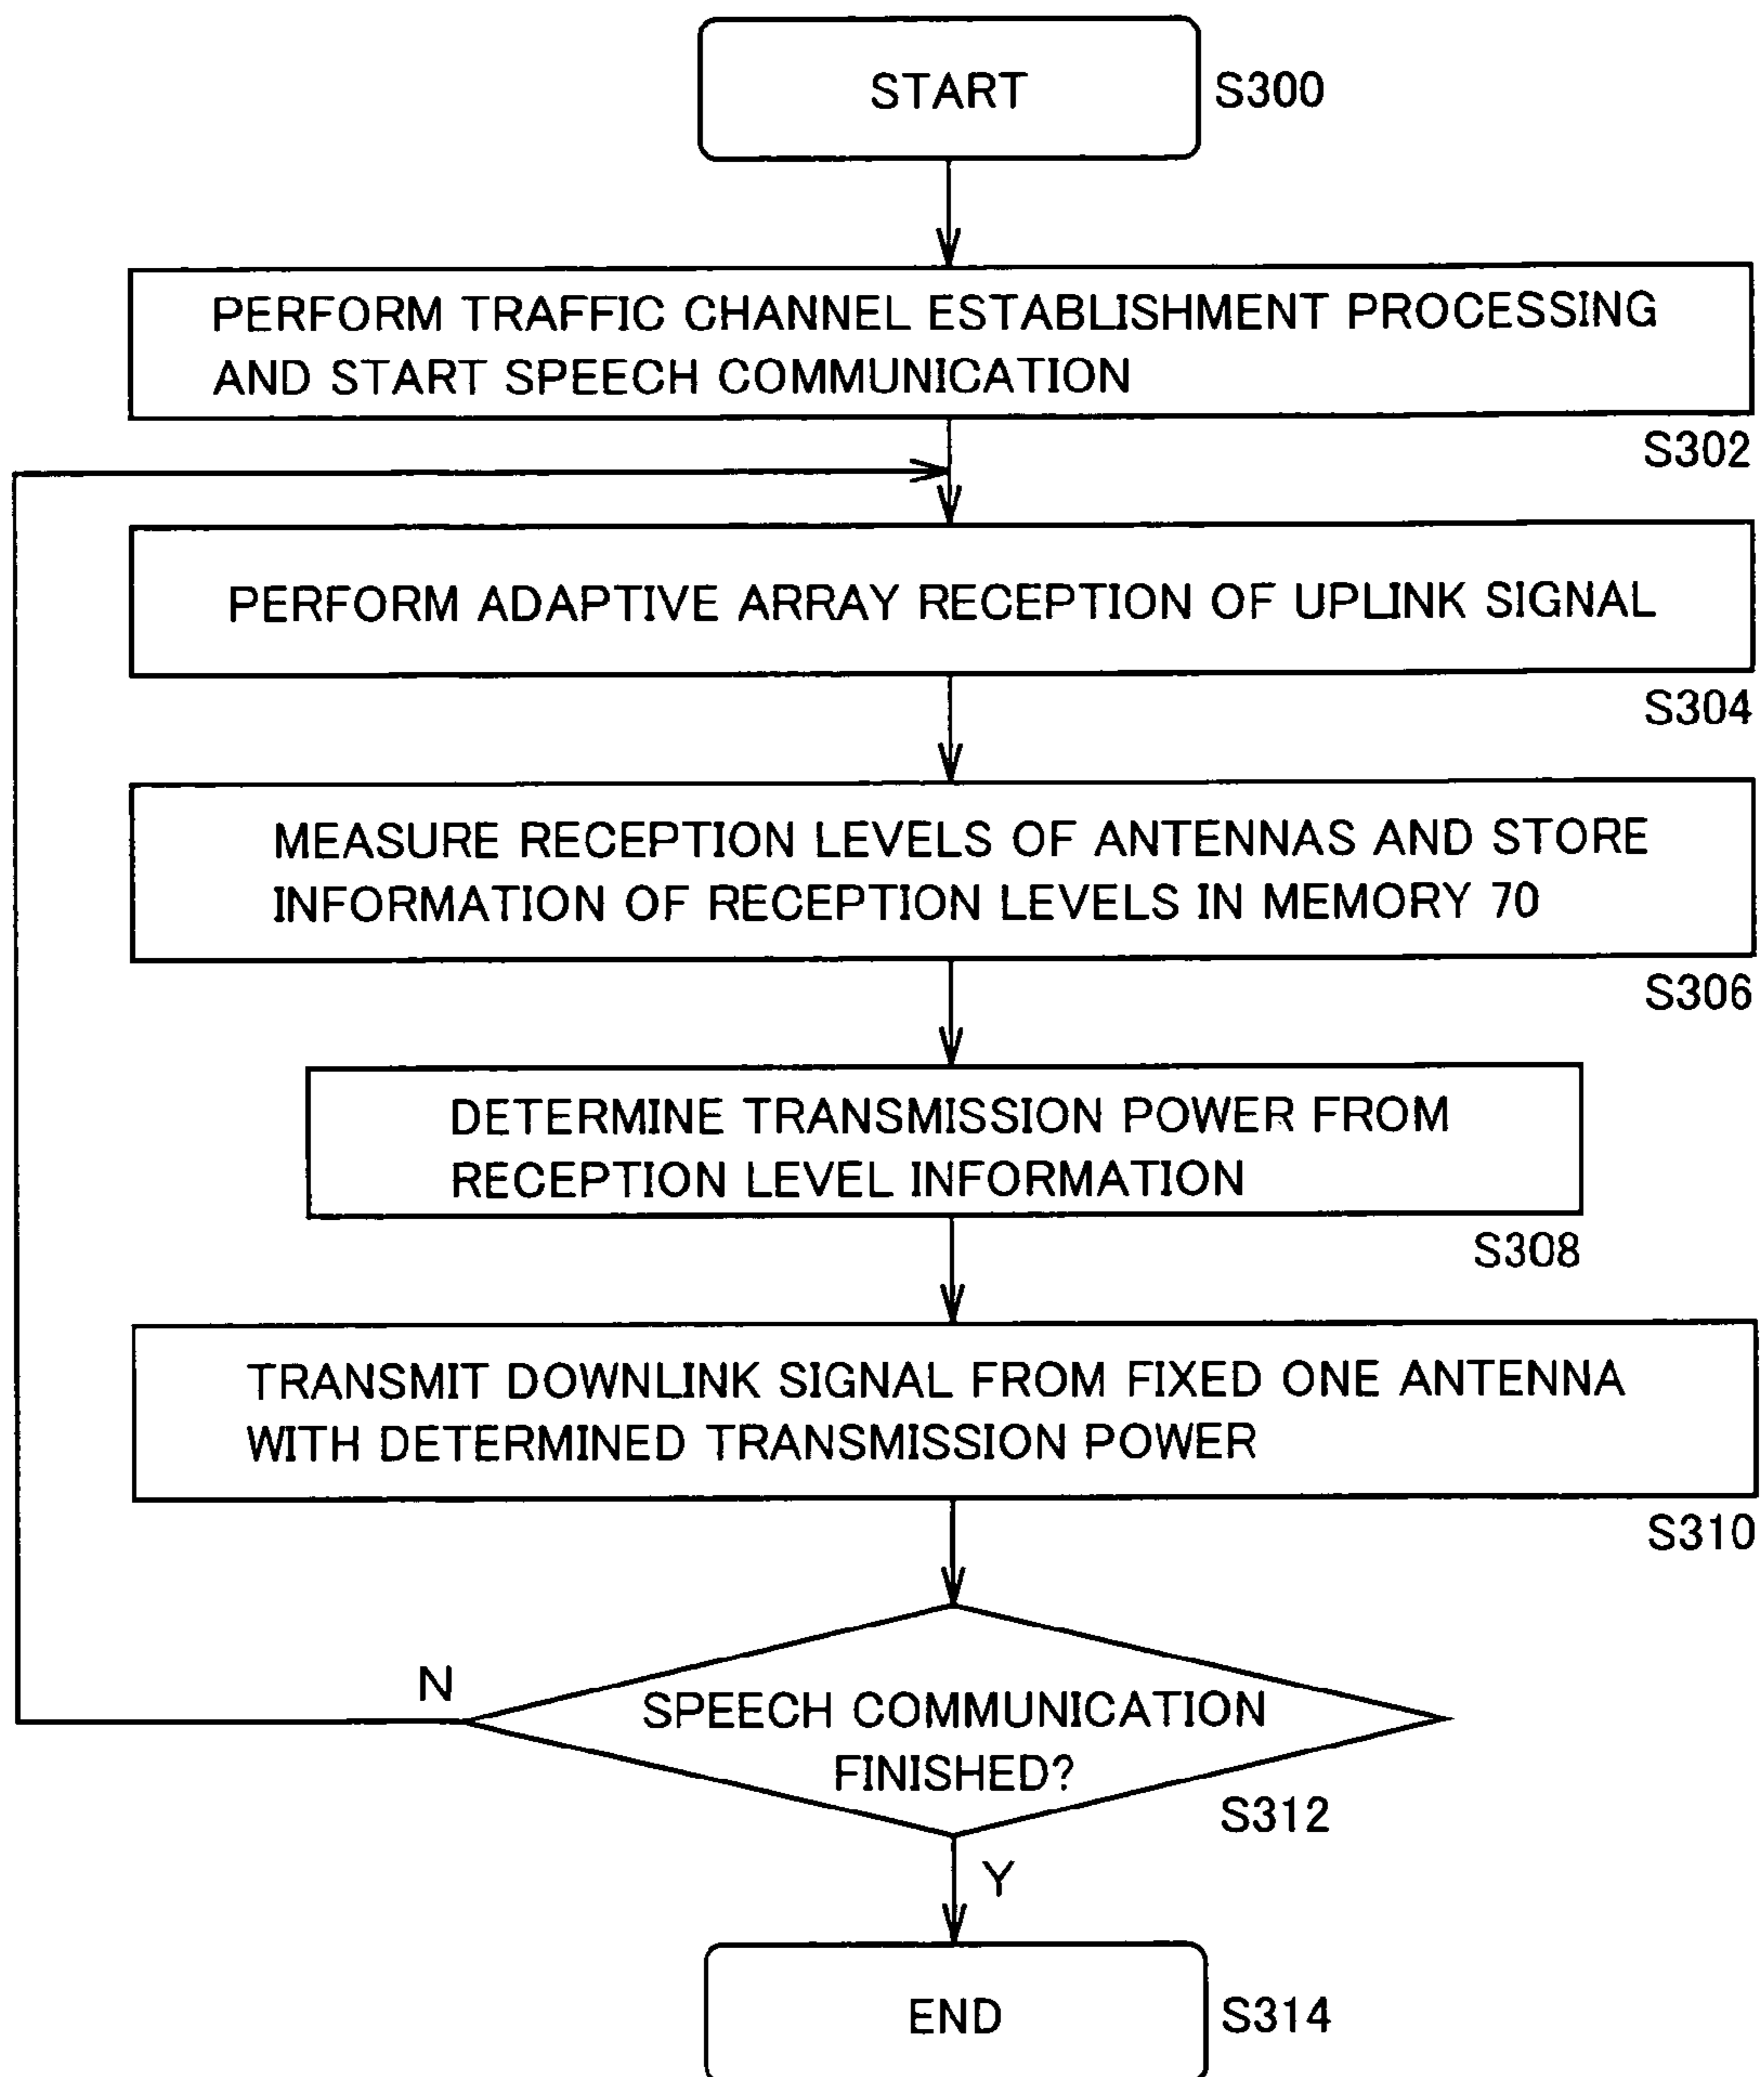 START
S300
PERFORM TRAFFIC CHANNEL ESTABLISHMENT PROCESSING
AND START SPEECH COMMUNICATION
S302
PERFORM ADAPTIVE ARRAY RECEPTION OF UPLINK SIGNAL
S304
MEASURE RECEPTION LEVELS OF ANTENNAS AND STORE
INFORMATION OF RECEPTION LEVELS IN MEMORY 70
S306
DETERMINE TRANSMISSION POWER FROM
RECEPTION LEVEL INFORMATION
S308
TRANSMIT DOWNLINK SIGNAL FROM FIXED ONE ANTENNA
WITH DETERMINED TRANSMISSION POWER
S310
N
SPEECH COMMUNICATION
FINISHED?
S312
Y
END
S314